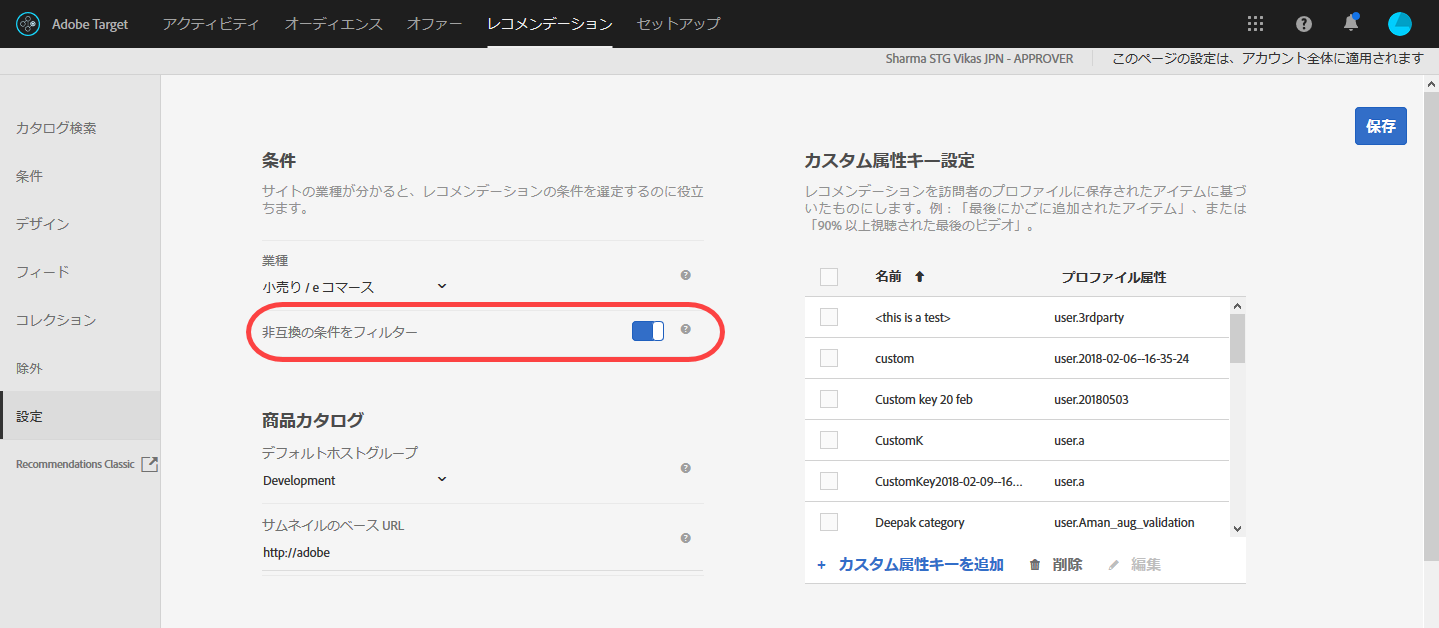 Adobe Target
アクティビティ
オーディエンス
オファー
レコメンデーション
セットアップ
Sharma STG Vikas JPN - APPROVER
このページの設定は、アカウント全体に適用されます
カタログ検索
条件
デザイン
フィード
コレクション
除外
設定
Recommendations Classic
保存
条件
サイトの業種が分かると、レコメンデーションの条件を選定するのに役立
ちます。
業種
小売り / e コマース
非互換の条件をフィルター
商品カタログ
デフォルトホストグループ
Development
サムネイルのベース URL
http://adobe
カスタム属性キー設定
レコメンデーションを訪問者のプロファイルに保存されたアイテムに基づ
いたものにします。例：「最後にかごに追加されたアイテム」、または
「90% 以上視聴された最後のビデオ」。
名前 プロファイル属性
<this is a test> user.3rdparty
custom user.2018-02-06--16-35-24
Custom key 20 feb user.20180503
CustomK user.a
CustomKey2018-02-09--16... user.a
Deepak category user.Aman_aug_validation
+ カスタム属性キーを追加 削除 編集